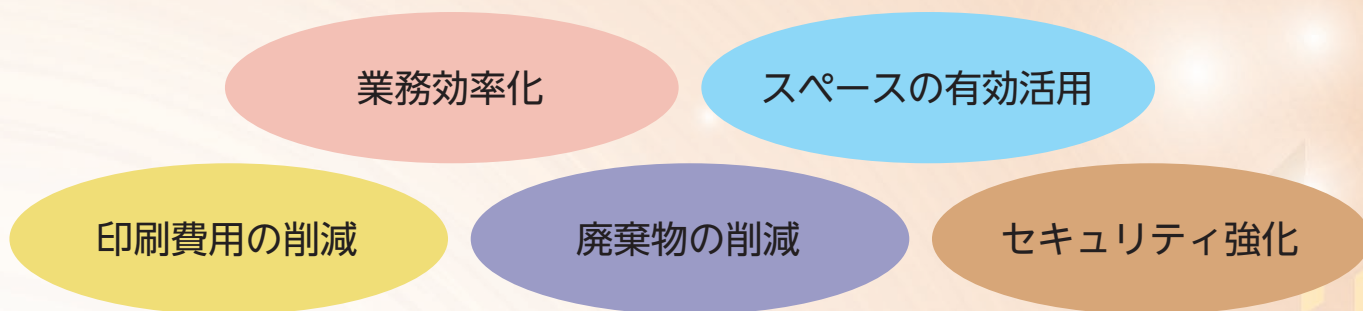 業務効率化
スペースの有効活用
印刷費用の削減
廃棄物の削減
セキュリティ強化